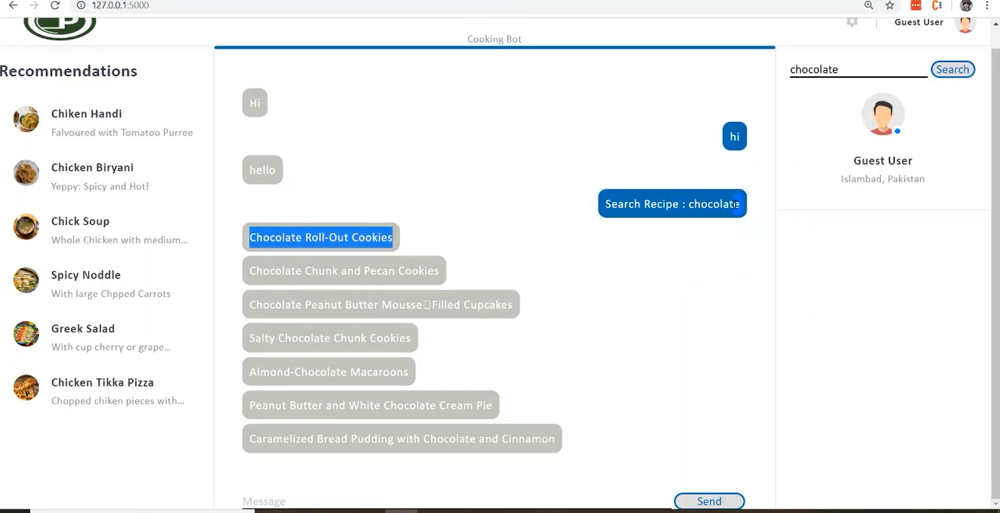 127.0.0.1:5000
P
Guest User
Cooking Bot
Recommendations
Chiken Handi
Falvoured with Tomatoo Purree
Chicken Biryani
Yeppy: Spicy and Hot!
Chick Soup
Whole Chicken with medium...
Spicy Noddle
With large Chpped Carrots
Greek Salad
With cup cherry or grape...
Chicken Tikka Pizza
Chopped chiken pieces with...
Hi
hi
hello
Search Recipe : chocolate
Chocolate Roll-Out Cookies
Chocolate Chunk and Pecan Cookies
Chocolate Peanut Butter Mousse□Filled Cupcakes
Salty Chocolate Chunk Cookies
Almond-Chocolate Macaroons
Peanut Butter and White Chocolate Cream Pie
Caramelized Bread Pudding with Chocolate and Cinnamon
Message
Send
chocolate
Search
Guest User
Islambad, Pakistan